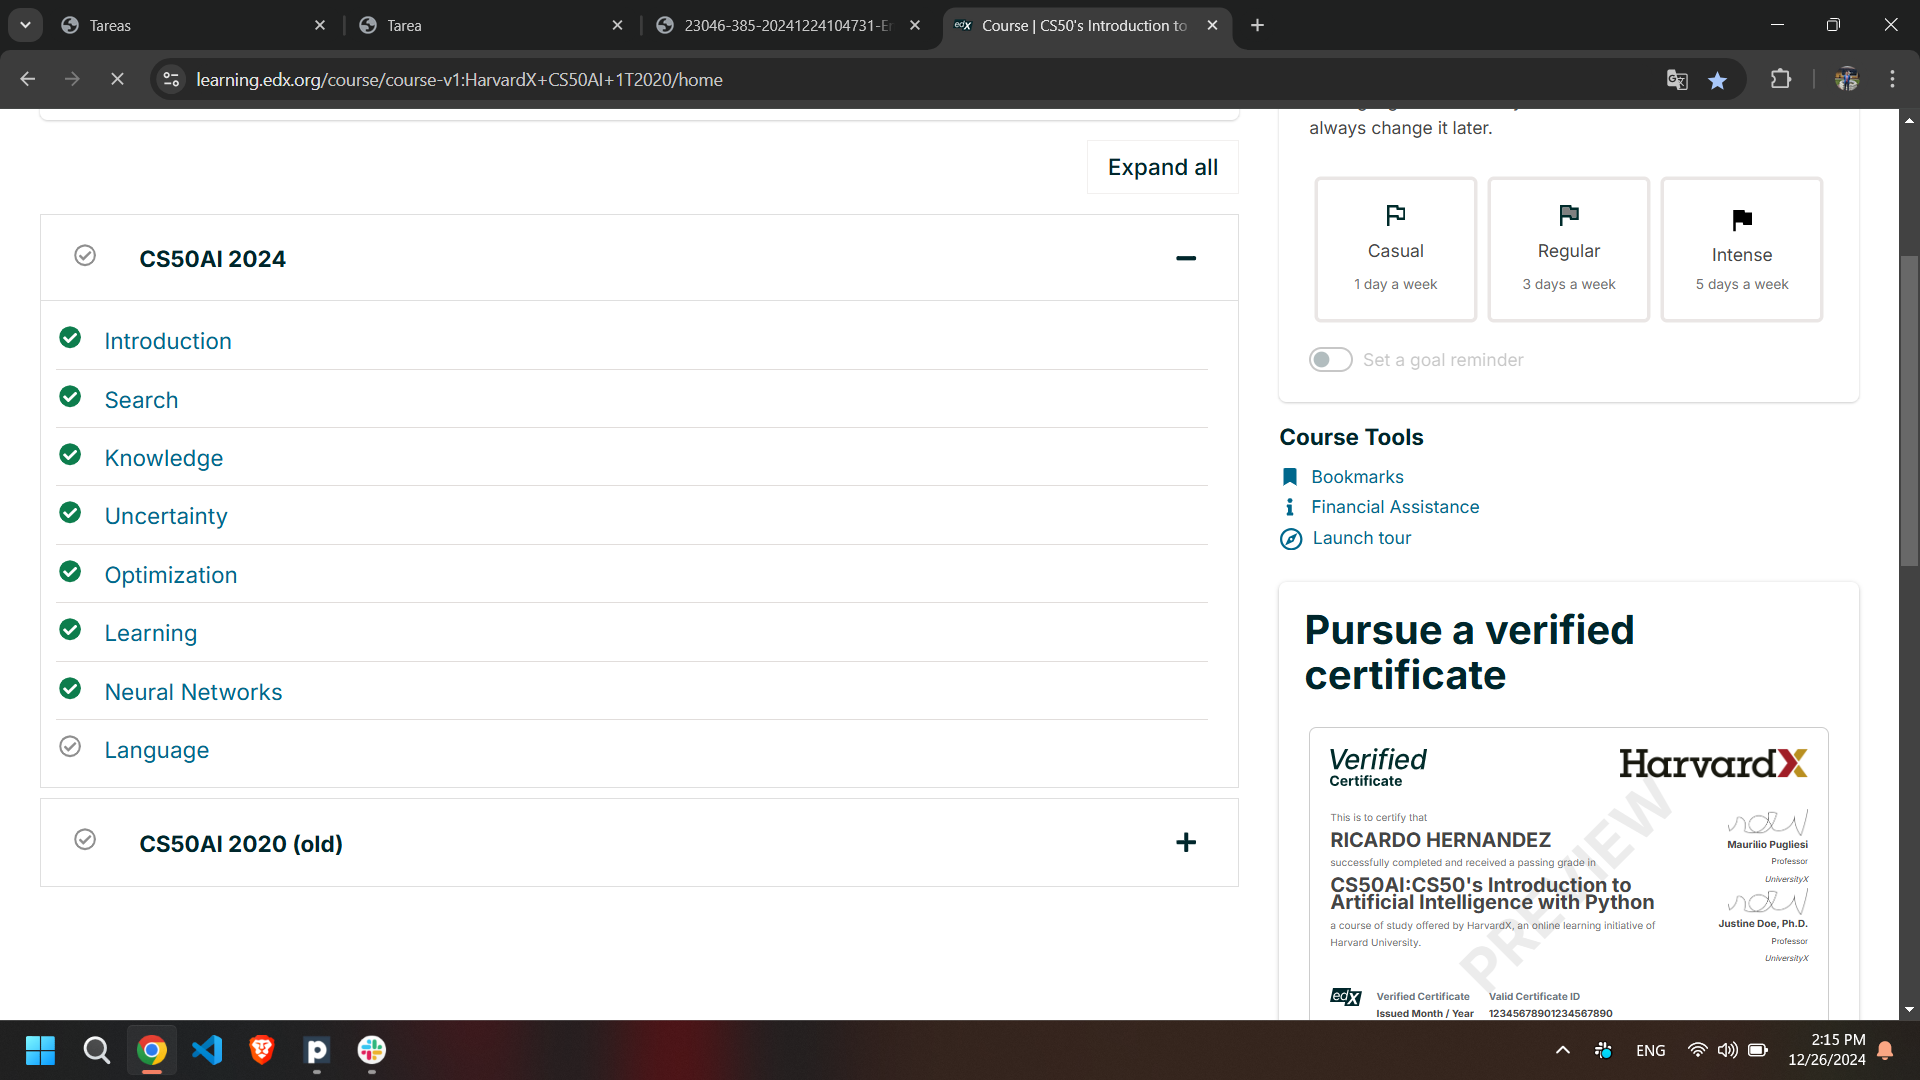 Tareas
Tarea
23046-385-20241224104731-E
Course | CS50's Introduction to
learning.edx.org/course/course-v1:HarvardX+CS50AI+1T2020/home
always change it later.
Expand all
Casual
1 day a week
Regular
3 days a week
Intense
5 days a week
Set a goal reminder
CS50AI 2024
Introduction
Search
Knowledge
Uncertainty
Optimization
Learning
Neural Networks
Language
CS50AI 2020 (old)
Course Tools
Bookmarks
Financial Assistance
Launch tour
Pursue a verified
certificate
Verified
Certificate
HarvardX
This is to certify that
RICARDO HERNANDEZ
successfully completed and received a passing grade in
CS50AI:CS50's Introduction to
Artificial Intelligence with Python
a course of study offered by HarvardX, an online learning initiative of
Harvard University.
Maurilio Pugliesi
Professor
UniversityX
Justine Doe, Ph.D.
Professor
UniversityX
PREVIEW
edX
Verified Certificate
Issued Month / Year
Valid Certificate ID
12345678901234567890
ENG
2:15 PM
12/26/2024